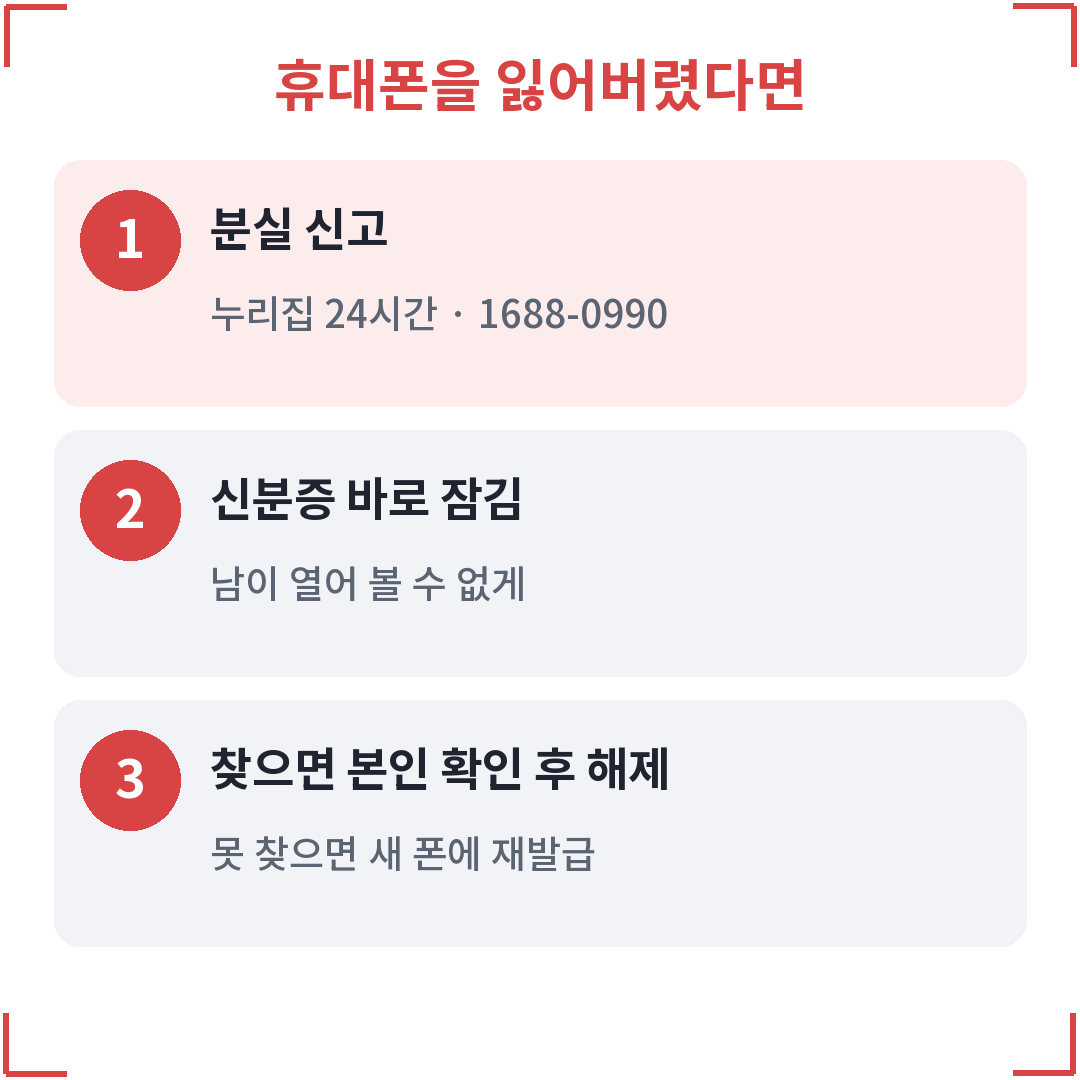 휴대폰을 잃어버렸다면
1
분실 신고
누리집 24시간 · 1688-0990
2
신분증 바로 잠김
남이 열어 볼 수 없게
3
찾으면 본인 확인 후 해제
못 찾으면 새 폰에 재발급